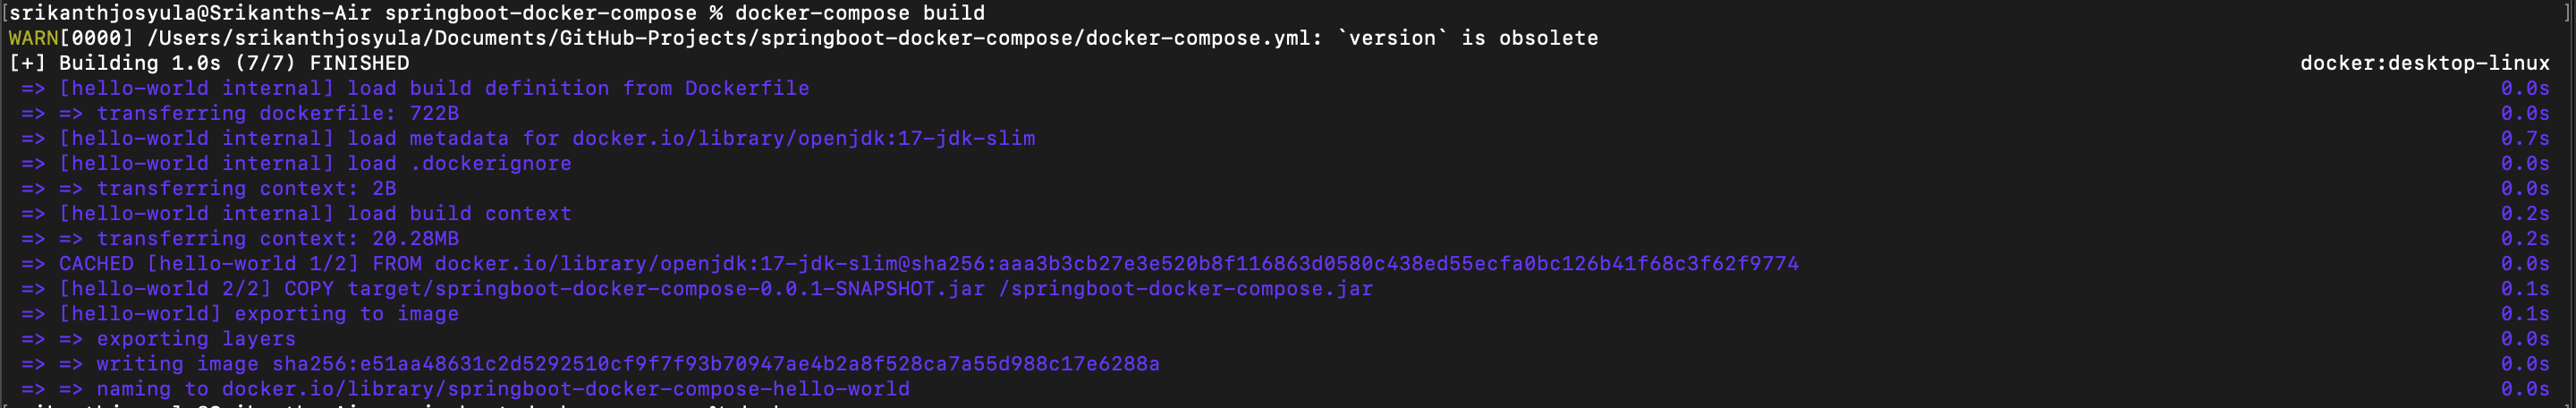 [srikanthjosyula@Srikanths-Air springboot-docker-compose % docker-compose build ]
WARN[0000] /Users/srikanthjosyula/Documents/GitHub-Projects/springboot-docker-compose/docker-compose.yml: `version` is obsolete
[+] Building 1.0s (7/7) FINISHED docker:desktop-linux
=> [hello-world internal] load build definition from Dockerfile 0.0s
=> => transferring dockerfile: 722B 0.0s
=> [hello-world internal] load metadata for docker.io/library/openjdk:17-jdk-slim 0.7s
=> [hello-world internal] load .dockerignore 0.0s
=> => transferring context: 2B 0.0s
=> [hello-world internal] load build context 0.2s
=> => transferring context: 20.28MB 0.2s
=> CACHED [hello-world 1/2] FROM docker.io/library/openjdk:17-jdk-slim@sha256:aaa3b3cb27e3e520b8f116863d0580c438ed55ecfa0bc126b41f68c3f62f9774 0.0s
=> [hello-world 2/2] COPY target/springboot-docker-compose-0.0.1-SNAPSHOT.jar /springboot-docker-compose.jar 0.1s
=> [hello-world] exporting to image 0.1s
=> => exporting layers 0.0s
=> => writing image sha256:e51aa48631c2d5292510cf9f7f93b70947ae4b2a8f528ca7a55d988c17e6288a 0.0s
=> => naming to docker.io/library/springboot-docker-compose-hello-world 0.0s